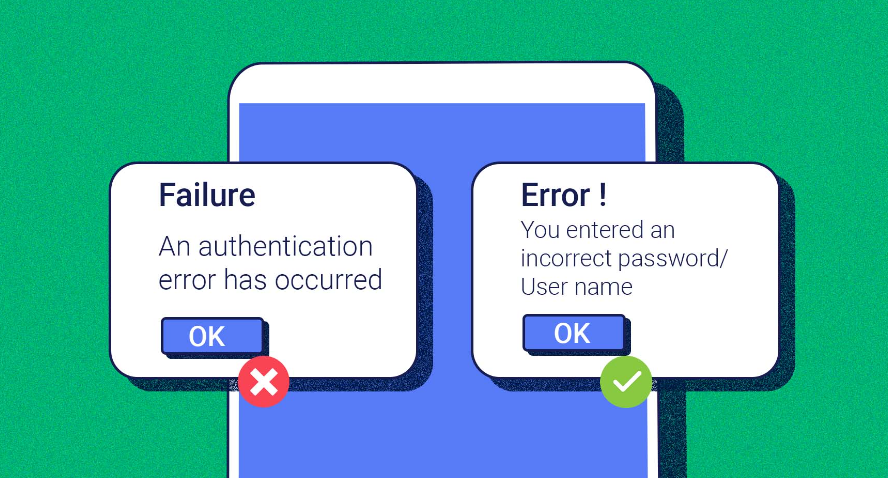 Failure
An authentication
error has occurred
OK
Error !
You entered an
incorrect password/
User name
OK